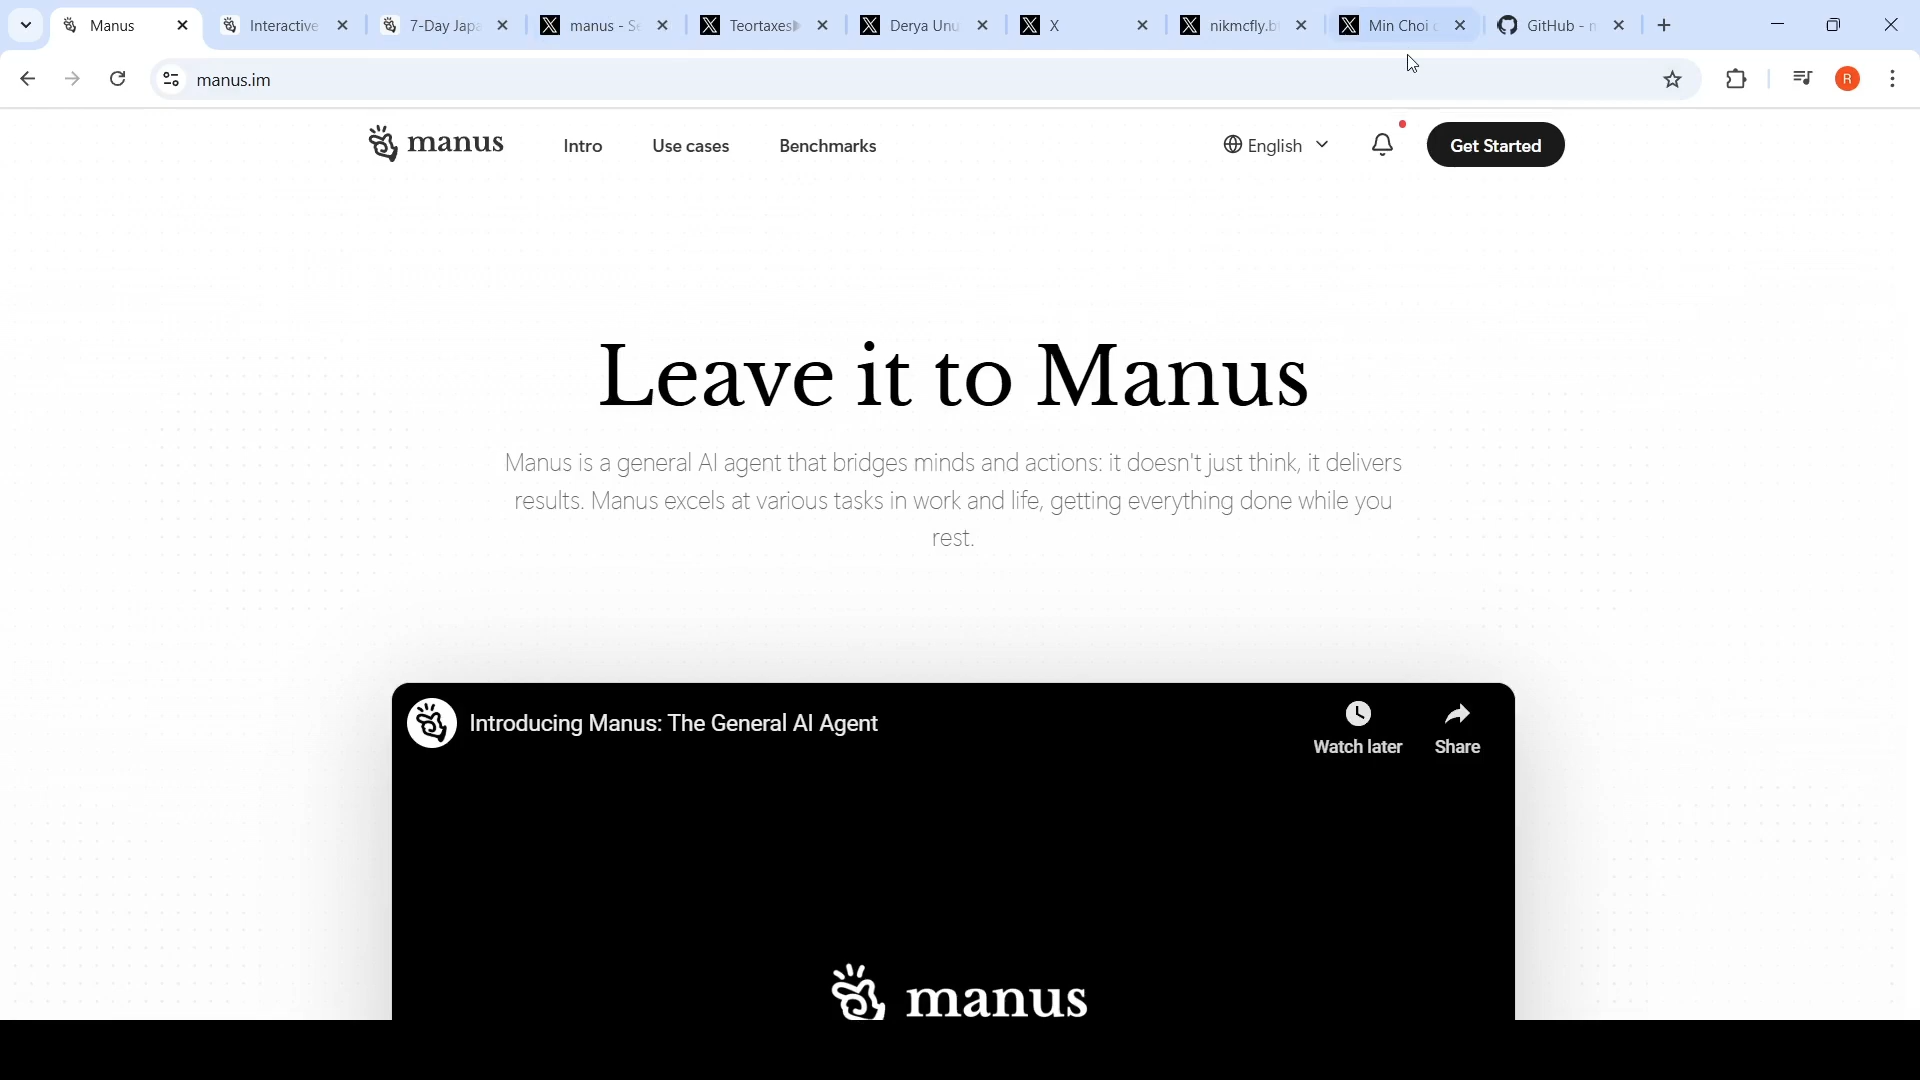 Manus
Interactive
7-Day Japa
manus - Se
Teortaxes
Derya Unu
X
nikmcfly.b
Min Choi
GitHub - 
manus.im
R
manus
Intro
Use cases
Benchmarks
English
Get Started
Leave it to Manus
Manus is a general AI agent that bridges minds and actions: it doesn't just think, it delivers
results. Manus excels at various tasks in work and life, getting everything done while you
rest.
Introducing Manus: The General AI Agent
Watch later
Share
manus